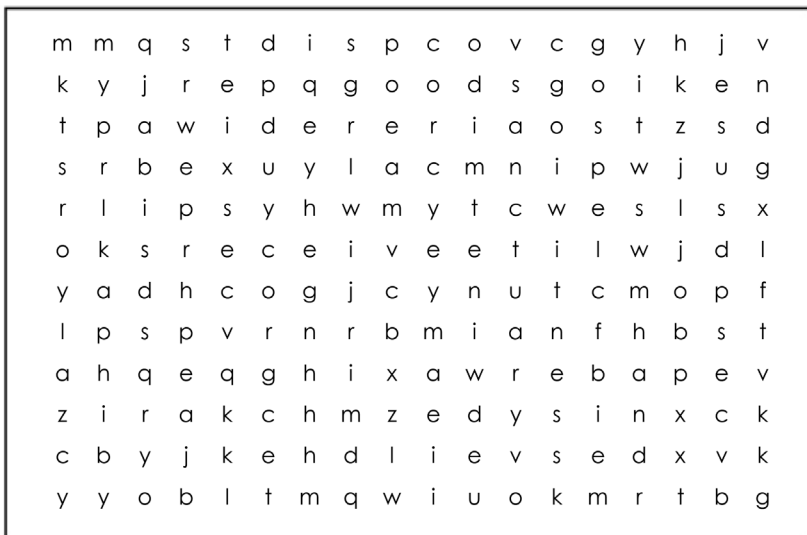 m m q s t d i s p c o v c g y h j v
k y j r e p q g o o d s g o i k e n
t p a w i d e r e r i a o s t z s d
s r b e x u y l a c m n i p w j u g
r l i p s y h w m y t c w e s l s x
o k s r e c e i v e e t i l w j d l
y a d h c o g j c y n u t c m o p f
l p s p v r n r b m i a n f h b s t
a h q e q g h i x a w r e b a p e v
z i r a k c h m z e d y s i n x c k
c b y j k e h d l i e v s e d x v k
y y o b l t m q w i u o k m r t b g